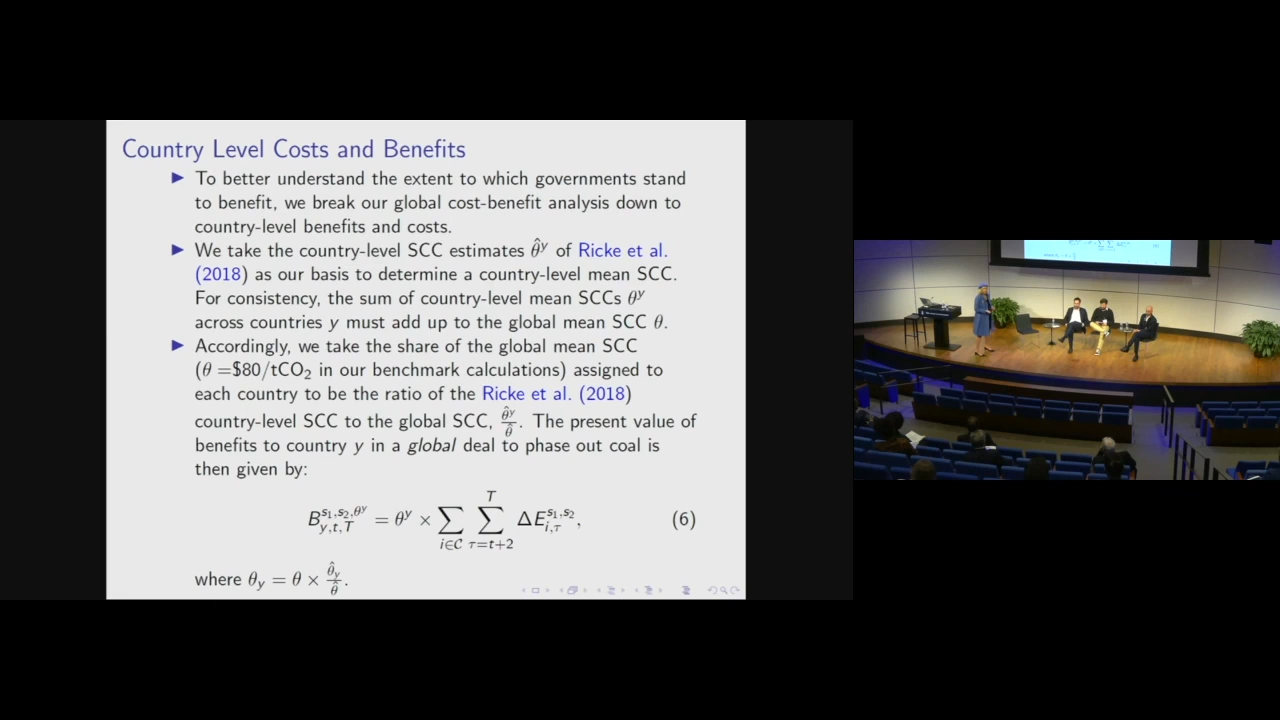 Country Level Costs and Benefits
▶ To better understand the extent to which governments stand
to benefit, we break our global cost-benefit analysis down to
country-level benefits and costs.
▶ We take the country-level SCC estimates θ̂^y of Ricke et al.
(2018) as our basis to determine a country-level mean SCC.
For consistency, the sum of country-level mean SCCs θ^y
across countries y must add up to the global mean SCC θ.
▶ Accordingly, we take the share of the global mean SCC
(θ =$80/tCO₂ in our benchmark calculations) assigned to
each country to be the ratio of the Ricke et al. (2018)
country-level SCC to the global SCC, θ̂^y/θ̂. The present value of
benefits to country y in a global deal to phase out coal is
then given by:
B_{y,t,T}^{s₁,s₂,θ^y} = θ^y × ∑_{i∈C} ∑_{τ=t+2}^{T} ΔE_{i,τ}^{s₁,s₂}, (6)
where θ_y = θ × θ̂_y/θ̂.